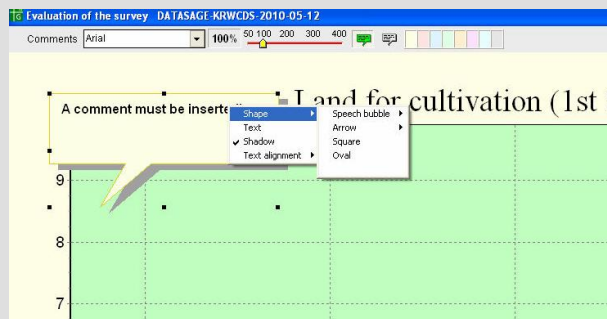 Evaluation of the survey DATASAGE-KRWCDS-2010-05-12
Comments Arial 100% 50 100 200 300 400
Land for cultivation (1st
A comment must be inserte
Shape
Text
Shadow
Text alignment
Speech bubble
Arrow
Square
Oval
9
8
7